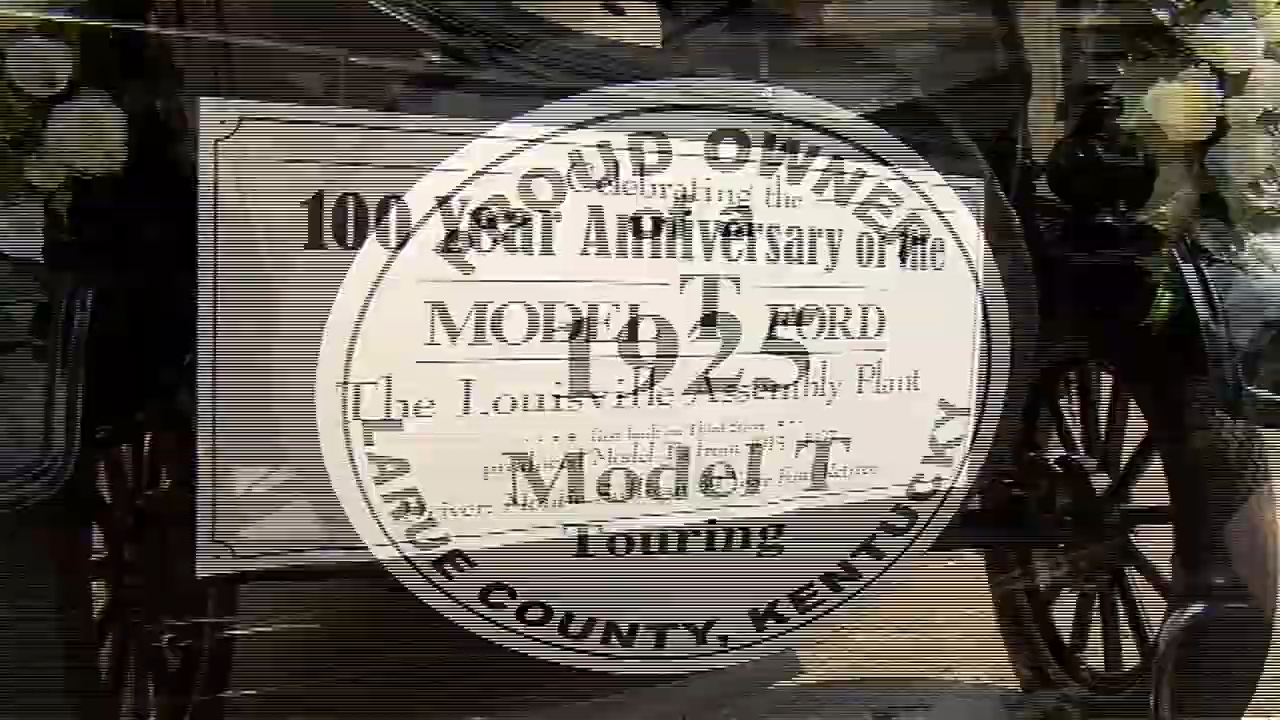 PROUD OWNER
of a
1925
Model T
Touring
LARUE COUNTY, KENTUCKY
Celebrating the
100 Year Anniversary of the
MODEL T FORD
The Louisville Assembly Plant